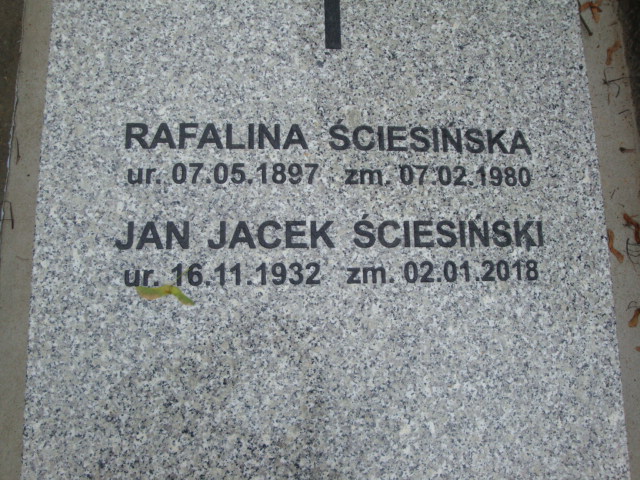 RAFALINA ŚCIESIŃSKA
ur. 07.05.1897 zm. 07.02.1980
JAN JACEK ŚCIESIŃSKI
ur. 16.11.1932 zm. 02.01.2018